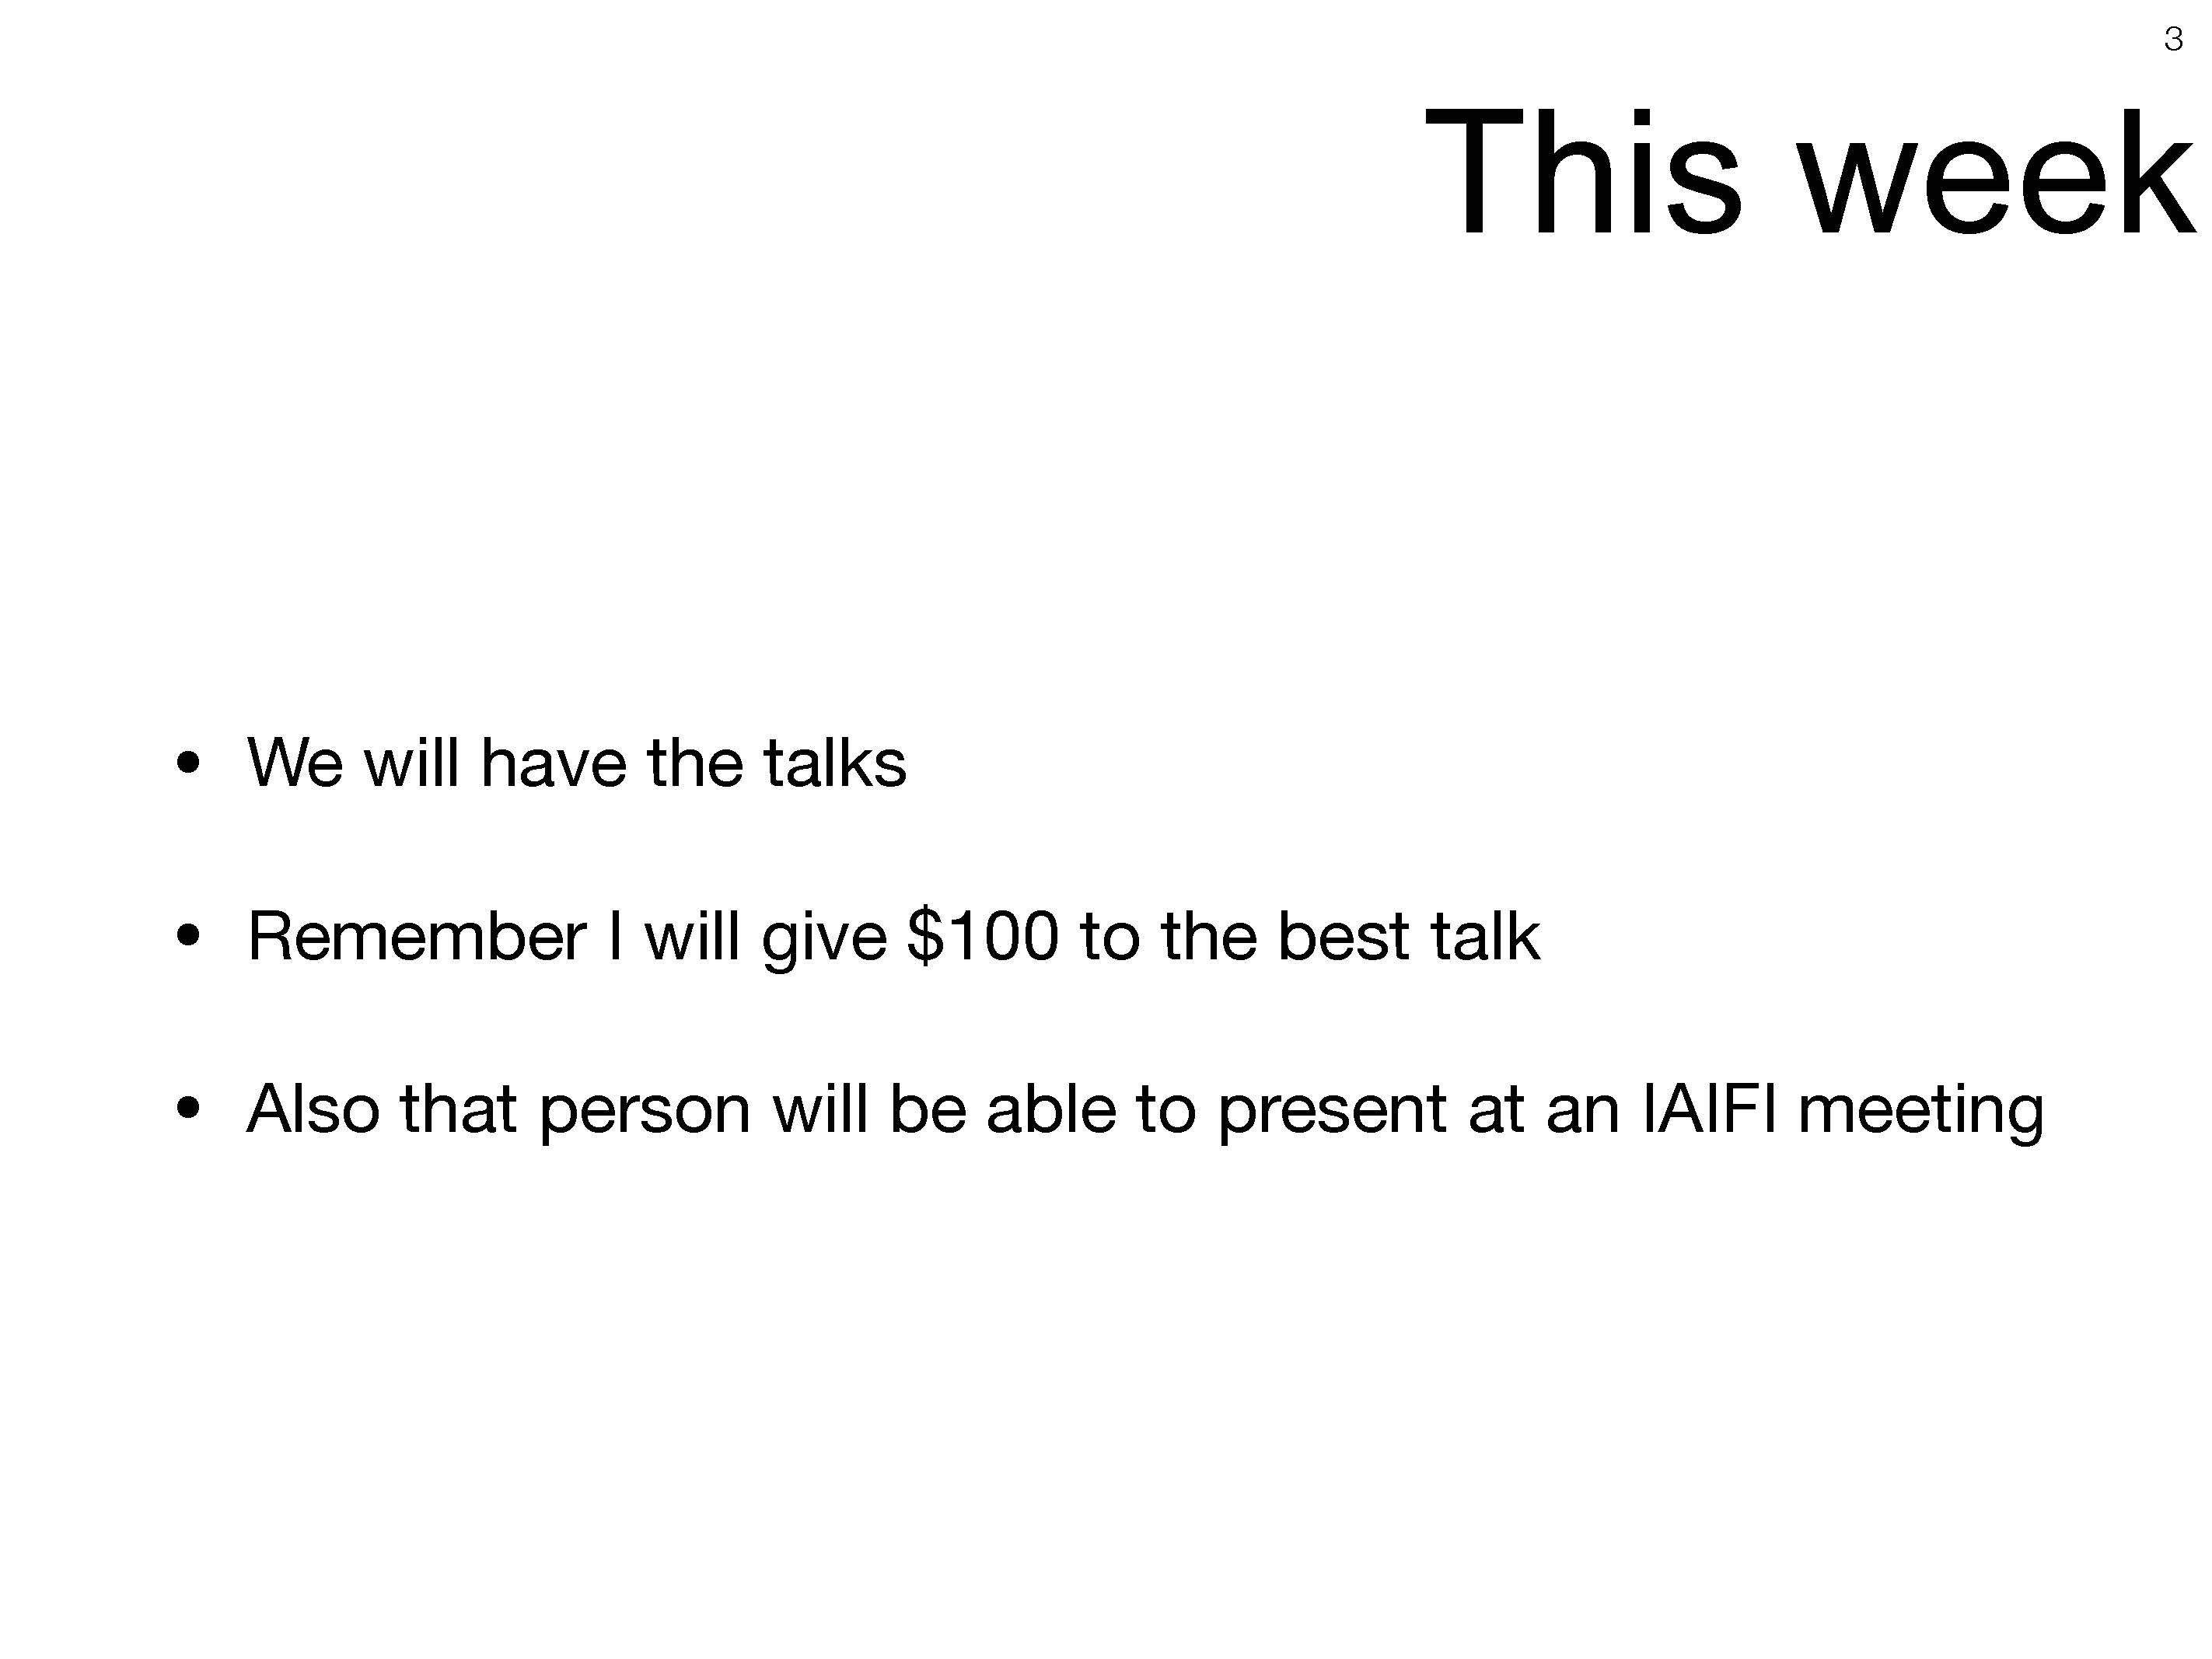 3
This week
• We will have the talks
• Remember I will give $100 to the best talk
• Also that person will be able to present at an IAIFI meeting